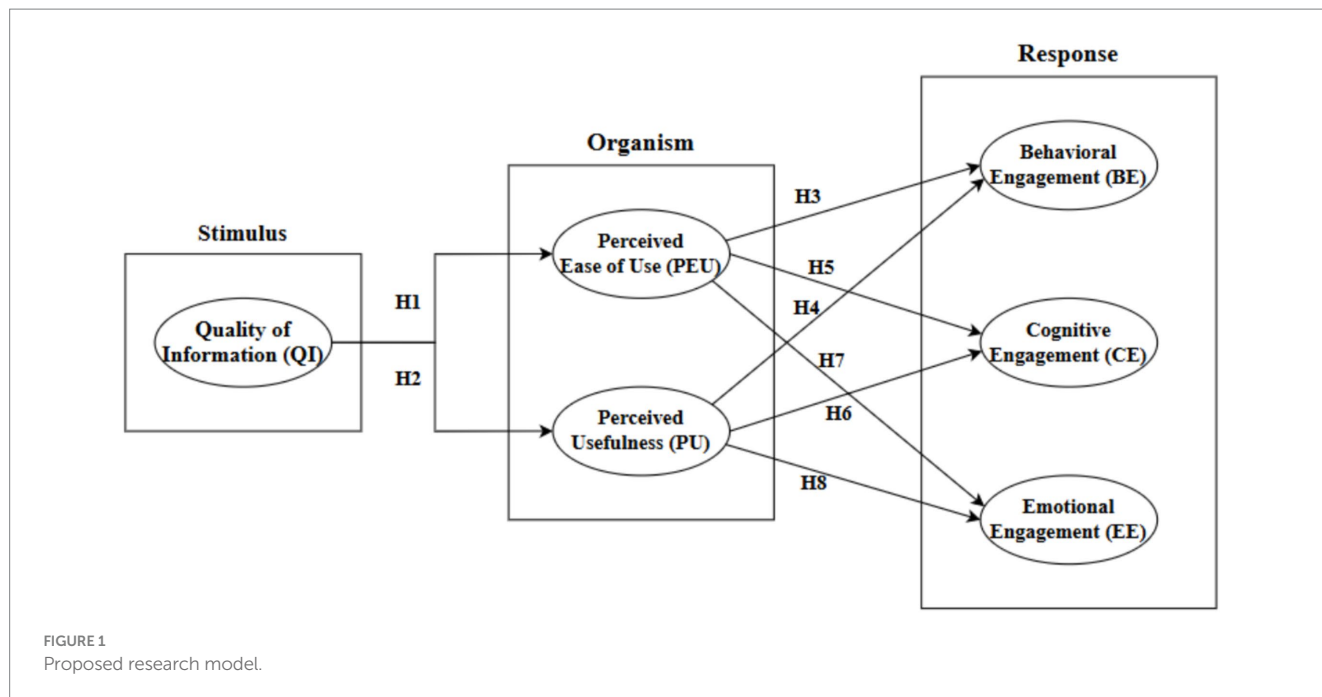 Response
Behavioral
Engagement (BE)
Organism
H3
Stimulus
Perceived
Ease of Use (PEU)
H5
H1
H4
Quality of
Information (QI)
Cognitive
Engagement (CE)
H7
H2
H6
Perceived
Usefulness (PU)
H8
Emotional
Engagement (EE)
FIGURE 1
Proposed research model.